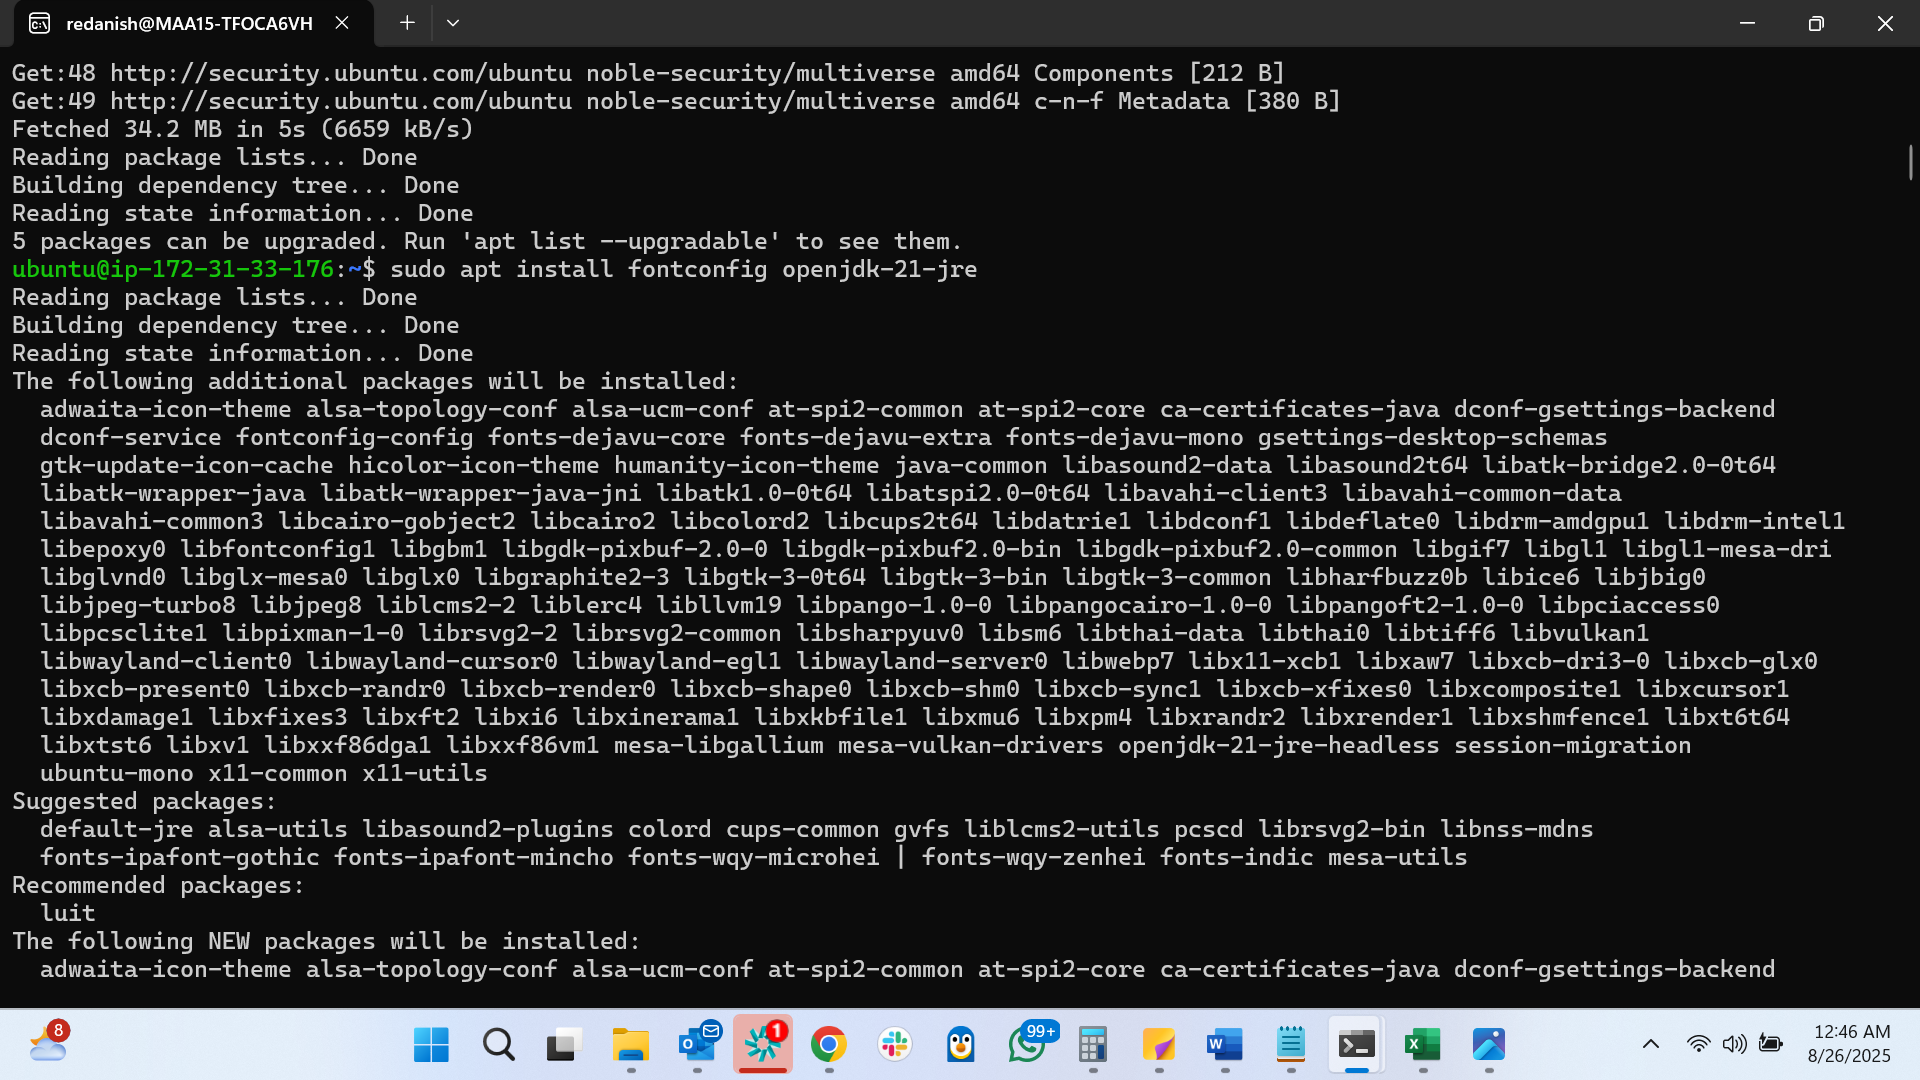 redanish@MAA15-TFOCA6VH
Get:48 http://security.ubuntu.com/ubuntu noble-security/multiverse amd64 Components [212 B]
Get:49 http://security.ubuntu.com/ubuntu noble-security/multiverse amd64 c-n-f Metadata [380 B]
Fetched 34.2 MB in 5s (6659 kB/s)
Reading package lists... Done
Building dependency tree... Done
Reading state information... Done
5 packages can be upgraded. Run 'apt list --upgradable' to see them.
ubuntu@ip-172-31-33-176:~$ sudo apt install fontconfig openjdk-21-jre
Reading package lists... Done
Building dependency tree... Done
Reading state information... Done
The following additional packages will be installed:
  adwaita-icon-theme alsa-topology-conf alsa-ucm-conf at-spi2-common at-spi2-core ca-certificates-java dconf-gsettings-backend
  dconf-service fontconfig-config fonts-dejavu-core fonts-dejavu-extra fonts-dejavu-mono gsettings-desktop-schemas
  gtk-update-icon-cache hicolor-icon-theme humanity-icon-theme java-common libasound2-data libasound2t64 libatk-bridge2.0-0t64
  libatk-wrapper-java libatk-wrapper-java-jni libatk1.0-0t64 libatspi2.0-0t64 libavahi-client3 libavahi-common-data
  libavahi-common3 libcairo-gobject2 libcairo2 libcolord2 libcups2t64 libdatrie1 libdconf1 libdeflate0 libdrm-amdgpu1 libdrm-intel1
  libepoxy0 libfontconfig1 libgbm1 libgdk-pixbuf-2.0-0 libgdk-pixbuf2.0-bin libgdk-pixbuf2.0-common libgif7 libgl1 libgl1-mesa-dri
  libglvnd0 libglx-mesa0 libglx0 libgraphite2-3 libgtk-3-0t64 libgtk-3-bin libgtk-3-common libharfbuzz0b libice6 libjbig0
  libjpeg-turbo8 libjpeg8 liblcms2-2 liblerc4 libllvm19 libpango-1.0-0 libpangocairo-1.0-0 libpangoft2-1.0-0 libpciaccess0
  libpcsclite1 libpixman-1-0 librsvg2-2 librsvg2-common libsharpyuv0 libsm6 libthai-data libthai0 libtiff6 libvulkan1
  libwayland-client0 libwayland-cursor0 libwayland-egl1 libwayland-server0 libwebp7 libx11-xcb1 libxaw7 libxcb-dri3-0 libxcb-glx0
  libxcb-present0 libxcb-randr0 libxcb-render0 libxcb-shape0 libxcb-shm0 libxcb-sync1 libxcb-xfixes0 libxcomposite1 libxcursor1
  libxdamage1 libxfixes3 libxft2 libxi6 libxinerama1 libxkbfile1 libxmu6 libxpm4 libxrandr2 libxrender1 libxshmfence1 libxt6t64
  libxtst6 libxv1 libxxf86dga1 libxxf86vm1 mesa-libgallium mesa-vulkan-drivers openjdk-21-jre-headless session-migration
  ubuntu-mono x11-common x11-utils
Suggested packages:
  default-jre alsa-utils libasound2-plugins colord cups-common gvfs liblcms2-utils pcscd librsvg2-bin libnss-mdns
  fonts-ipafont-gothic fonts-ipafont-mincho fonts-wqy-microhei | fonts-wqy-zenhei fonts-indic mesa-utils
Recommended packages:
  luit
The following NEW packages will be installed:
  adwaita-icon-theme alsa-topology-conf alsa-ucm-conf at-spi2-common at-spi2-core ca-certificates-java dconf-gsettings-backend
8
1
99+
12:46 AM
8/26/2025